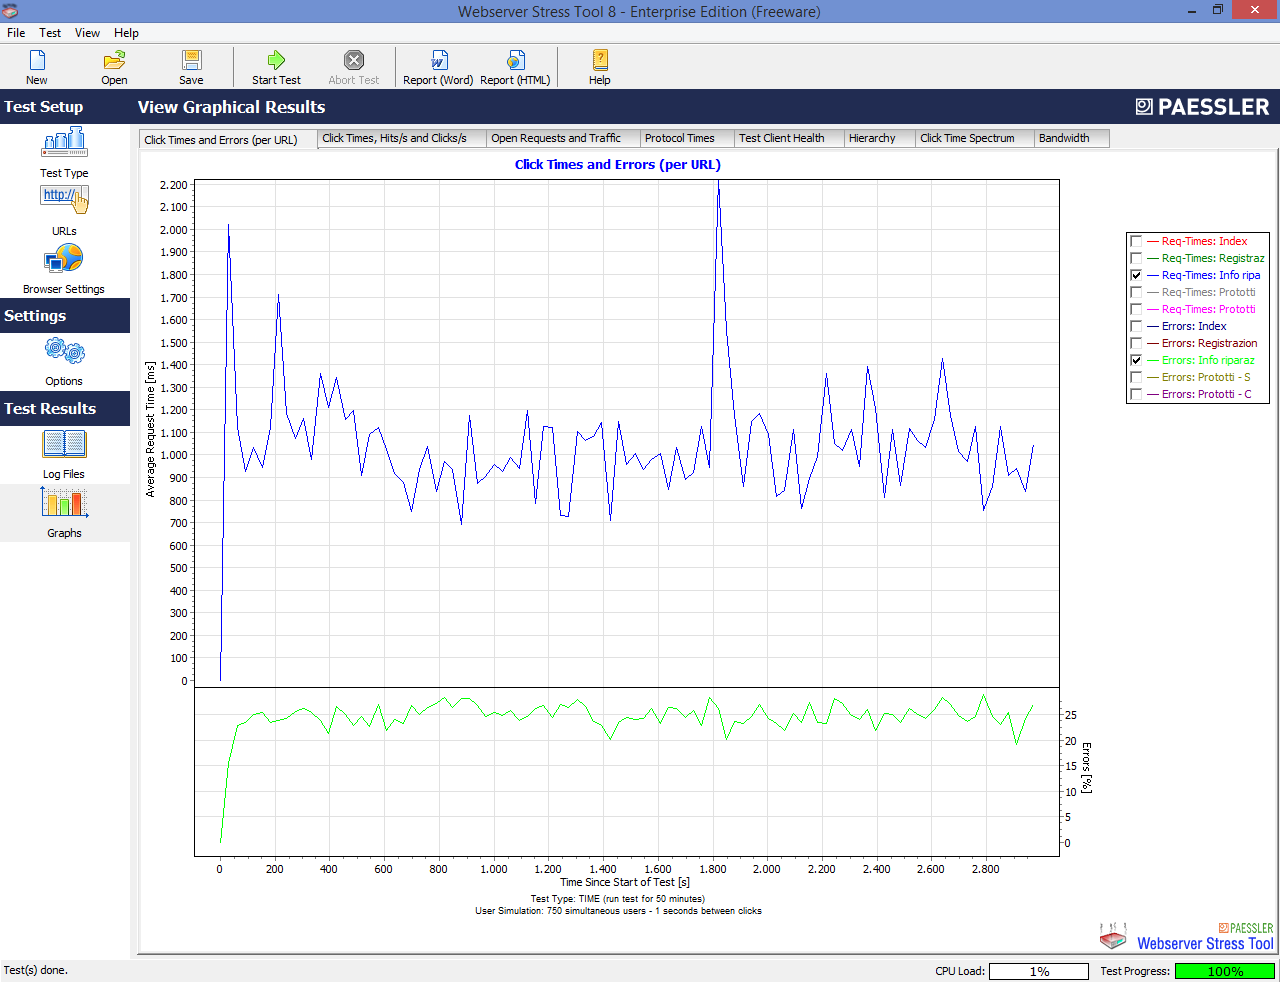 Webserver Stress Tool 8 - Enterprise Edition (Freeware)
File Test View Help
New Open Save Start Test Abort Test Report (Word) Report (HTML) Help
Test Setup
View Graphical Results
PAESSLER
Test Type
http://
URLs
Browser Settings
Settings
Options
Test Results
Log Files
Graphs
Click Times and Errors (per URL) Click Times, Hits/s and Clicks/s Open Requests and Traffic Protocol Times Test Client Health Hierarchy Click Time Spectrum Bandwidth
Click Times and Errors (per URL)
2.200
2.100
2.000
1.900
1.800
1.700
1.600
1.500
1.400
1.300
1.200
1.100
1.000
900
800
700
600
500
400
300
200
100
0
Average Request Time [ms]
25
20
15
10
5
0
Errors [%]
0 200 400 600 800 1.000 1.200 1.400 1.600 1.800 2.000 2.200 2.400 2.600 2.800
Time Since Start of Test [s]
Test Type: TIME (run test for 50 minutes)
User Simulation: 750 simultaneous users - 1 seconds between clicks
Req-Times: Index
Req-Times: Registraz
Req-Times: Info ripa
Req-Times: Prototti
Req-Times: Prototti
Errors: Index
Errors: Registrazion
Errors: Info riparaz
Errors: Prototti - S
Errors: Prototti - C
PAESSLER
Webserver Stress Tool
Test(s) done.
CPU Load: 1% Test Progress: 100%